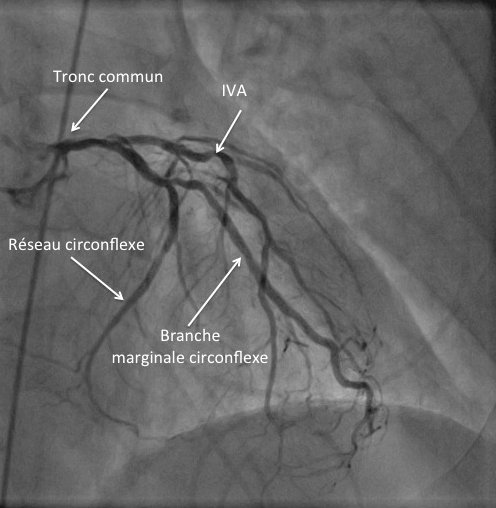 Tronc commun
IVA
Réseau circonflexe
Branche
marginale circonflexe